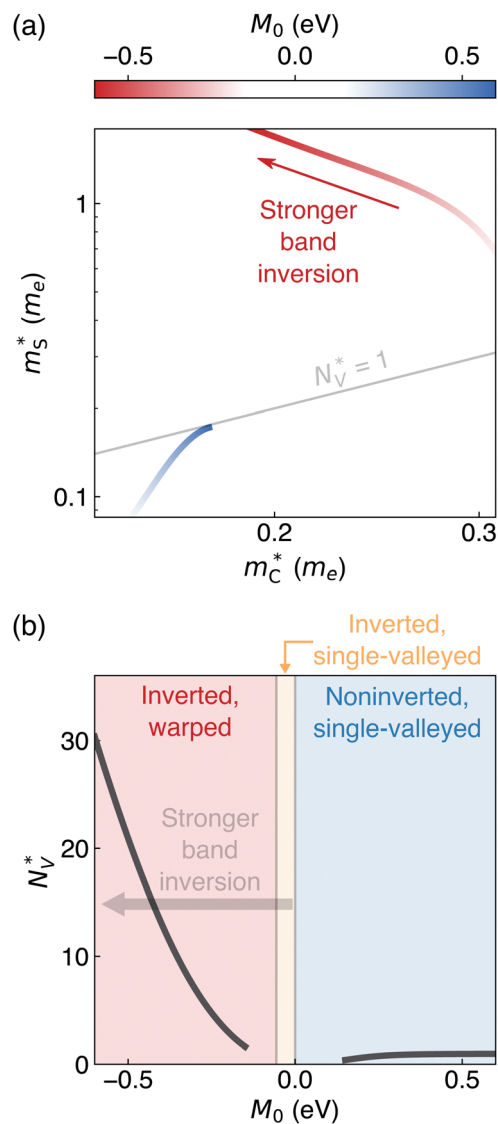 (a)
M₀ (eV)
−0.5 0.0 0.5
1
Stronger
band
inversion
m*S (mₑ)
N*V = 1
0.1
0.2 0.3
m*C (mₑ)
(b)
Inverted,
single-valleyed
Inverted,
warped
Noninverted,
single-valleyed
30
Stronger
band
inversion
20
N*V
10
0
−0.5 0.0 0.5
M₀ (eV)